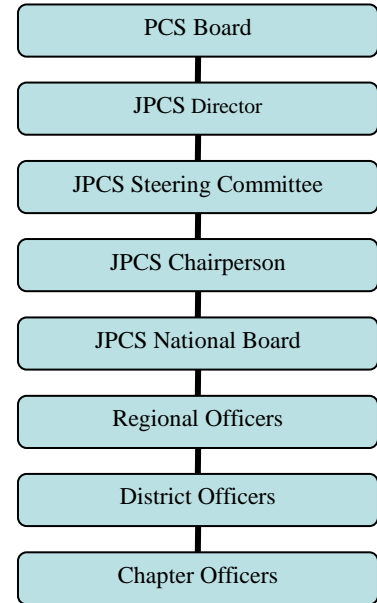 PCS Board
JPCS Director
JPCS Steering Committee
JPCS Chairperson
JPCS National Board
Regional Officers
District Officers
Chapter Officers